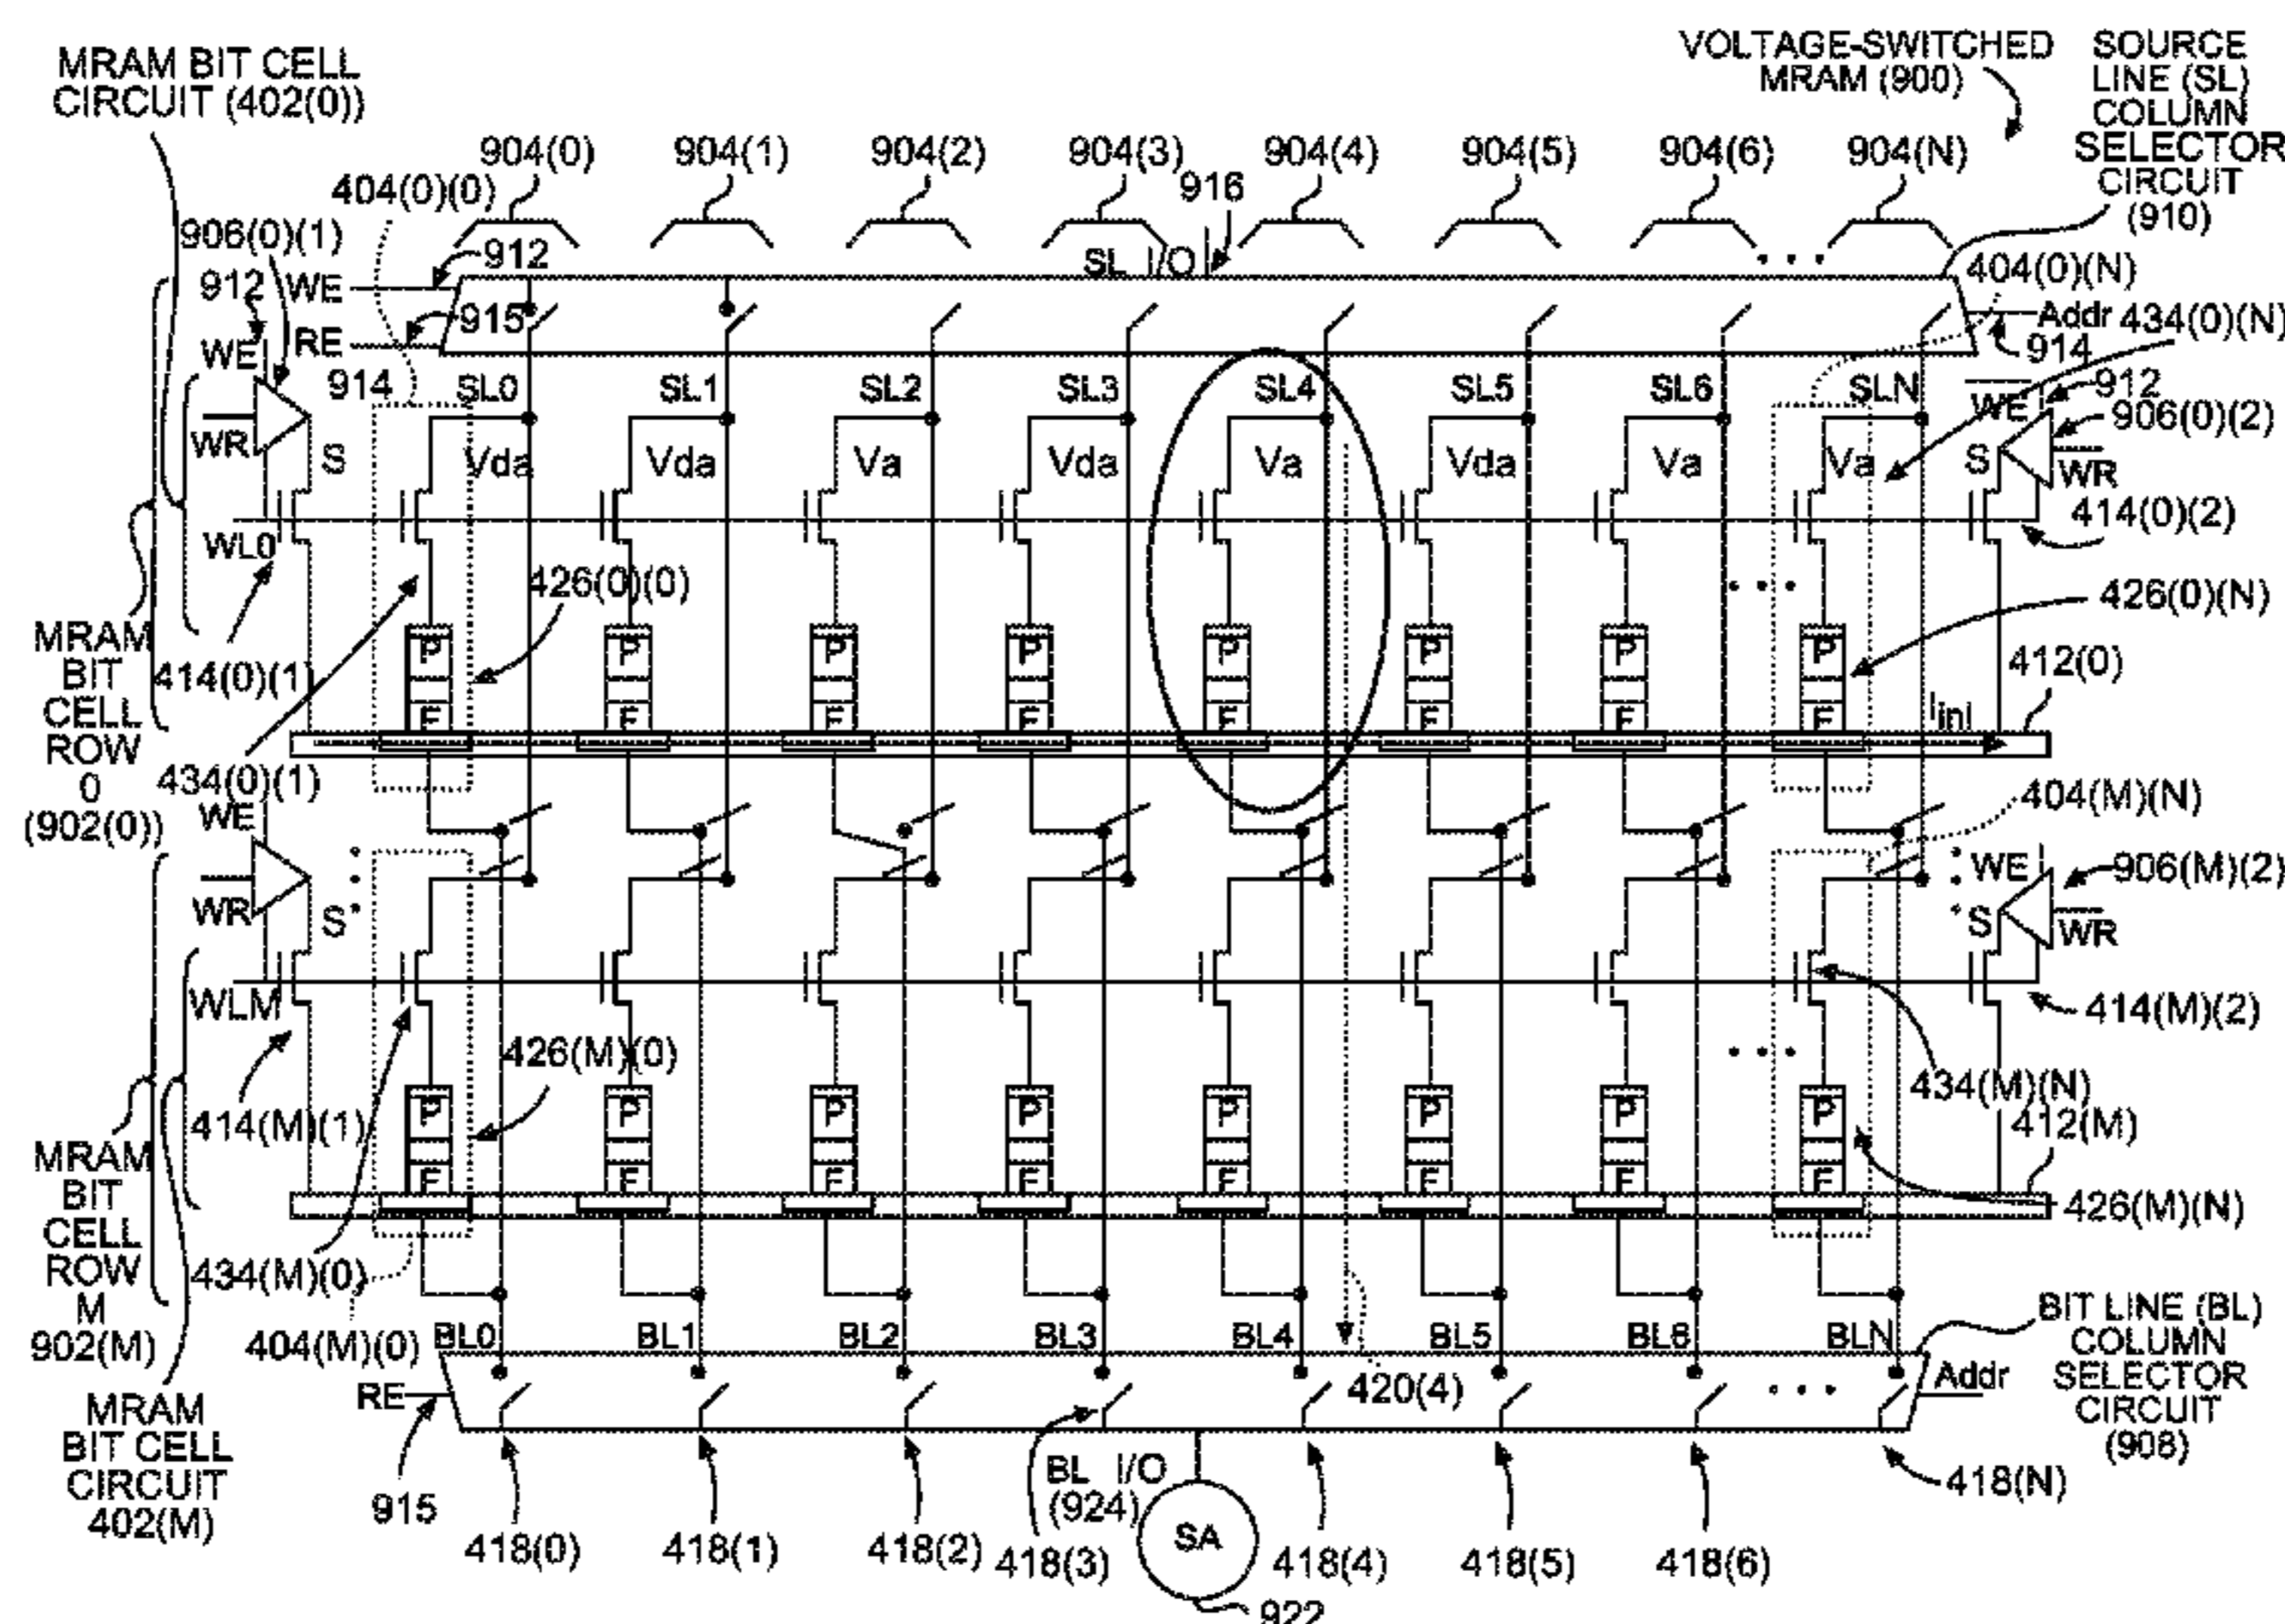 MRAM BIT CELL
CIRCUIT (402(0))
VOLTAGE-SWITCHED
MRAM (900)
SOURCE
LINE (SL)
COLUMN
SELECTOR
CIRCUIT
(910)
904(0) 904(1) 904(2) 904(3) 904(4) 904(5) 904(6) 904(N)
404(0)(0) 916
906(0)(1) 912 SL I/O 404(0)(N)
912 WE
915 Addr 434(0)(N)
WE RE 914
914 SL0 SL1 SL2 SL3 SL4 SL5 SL6 SLN 912
WE 906(0)(2)
WR S Vda Vda Va Vda Va Vda Va Va S WR
WL0 414(0)(2)
426(0)(0) 426(0)(N)
MRAM
BIT
CELL
ROW
0
(902(0))
414(0)(1)
P P P P P P P P
412(0)
F F F F F F F F
Iinl
434(0)(1)
WE 404(M)(N)
WE 906(M)(2)
WR S S WR
WLM 414(M)(2)
426(M)(0)
434(M)(N)
414(M)(1)
P P P P P P P P
412(M)
MRAM
BIT
CELL
ROW
M
902(M)
F F F F F F F F
426(M)(N)
434(M)(0)
404(M)(0)
BL0 BL1 BL2 BL3 BL4 BL5 BL6 BLN
BIT LINE (BL)
COLUMN
SELECTOR
CIRCUIT
(908)
RE 420(4) Addr
MRAM
BIT CELL
CIRCUIT
402(M)
915
BL I/O
(924)
SA
418(0) 418(1) 418(2) 418(3) 418(4) 418(5) 418(6) 418(N)
922